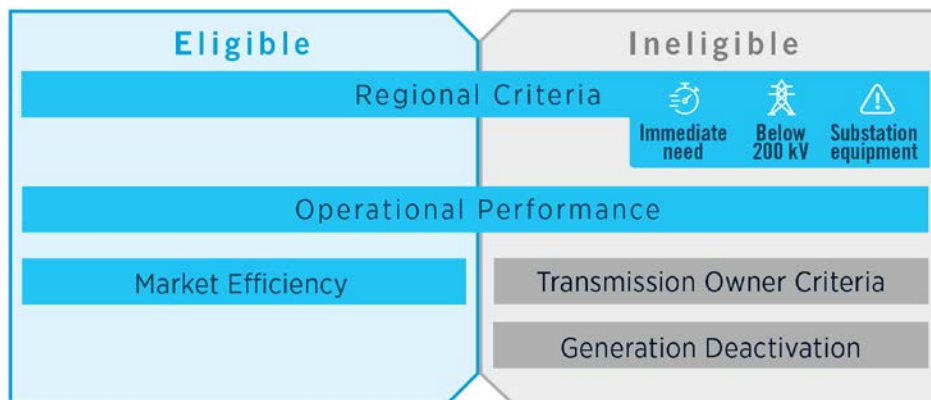 Eligible
Ineligible
Regional Criteria
Immediate
need
Below
200 kV
Substation
equipment
Operational Performance
Market Efficiency
Transmission Owner Criteria
Generation Deactivation